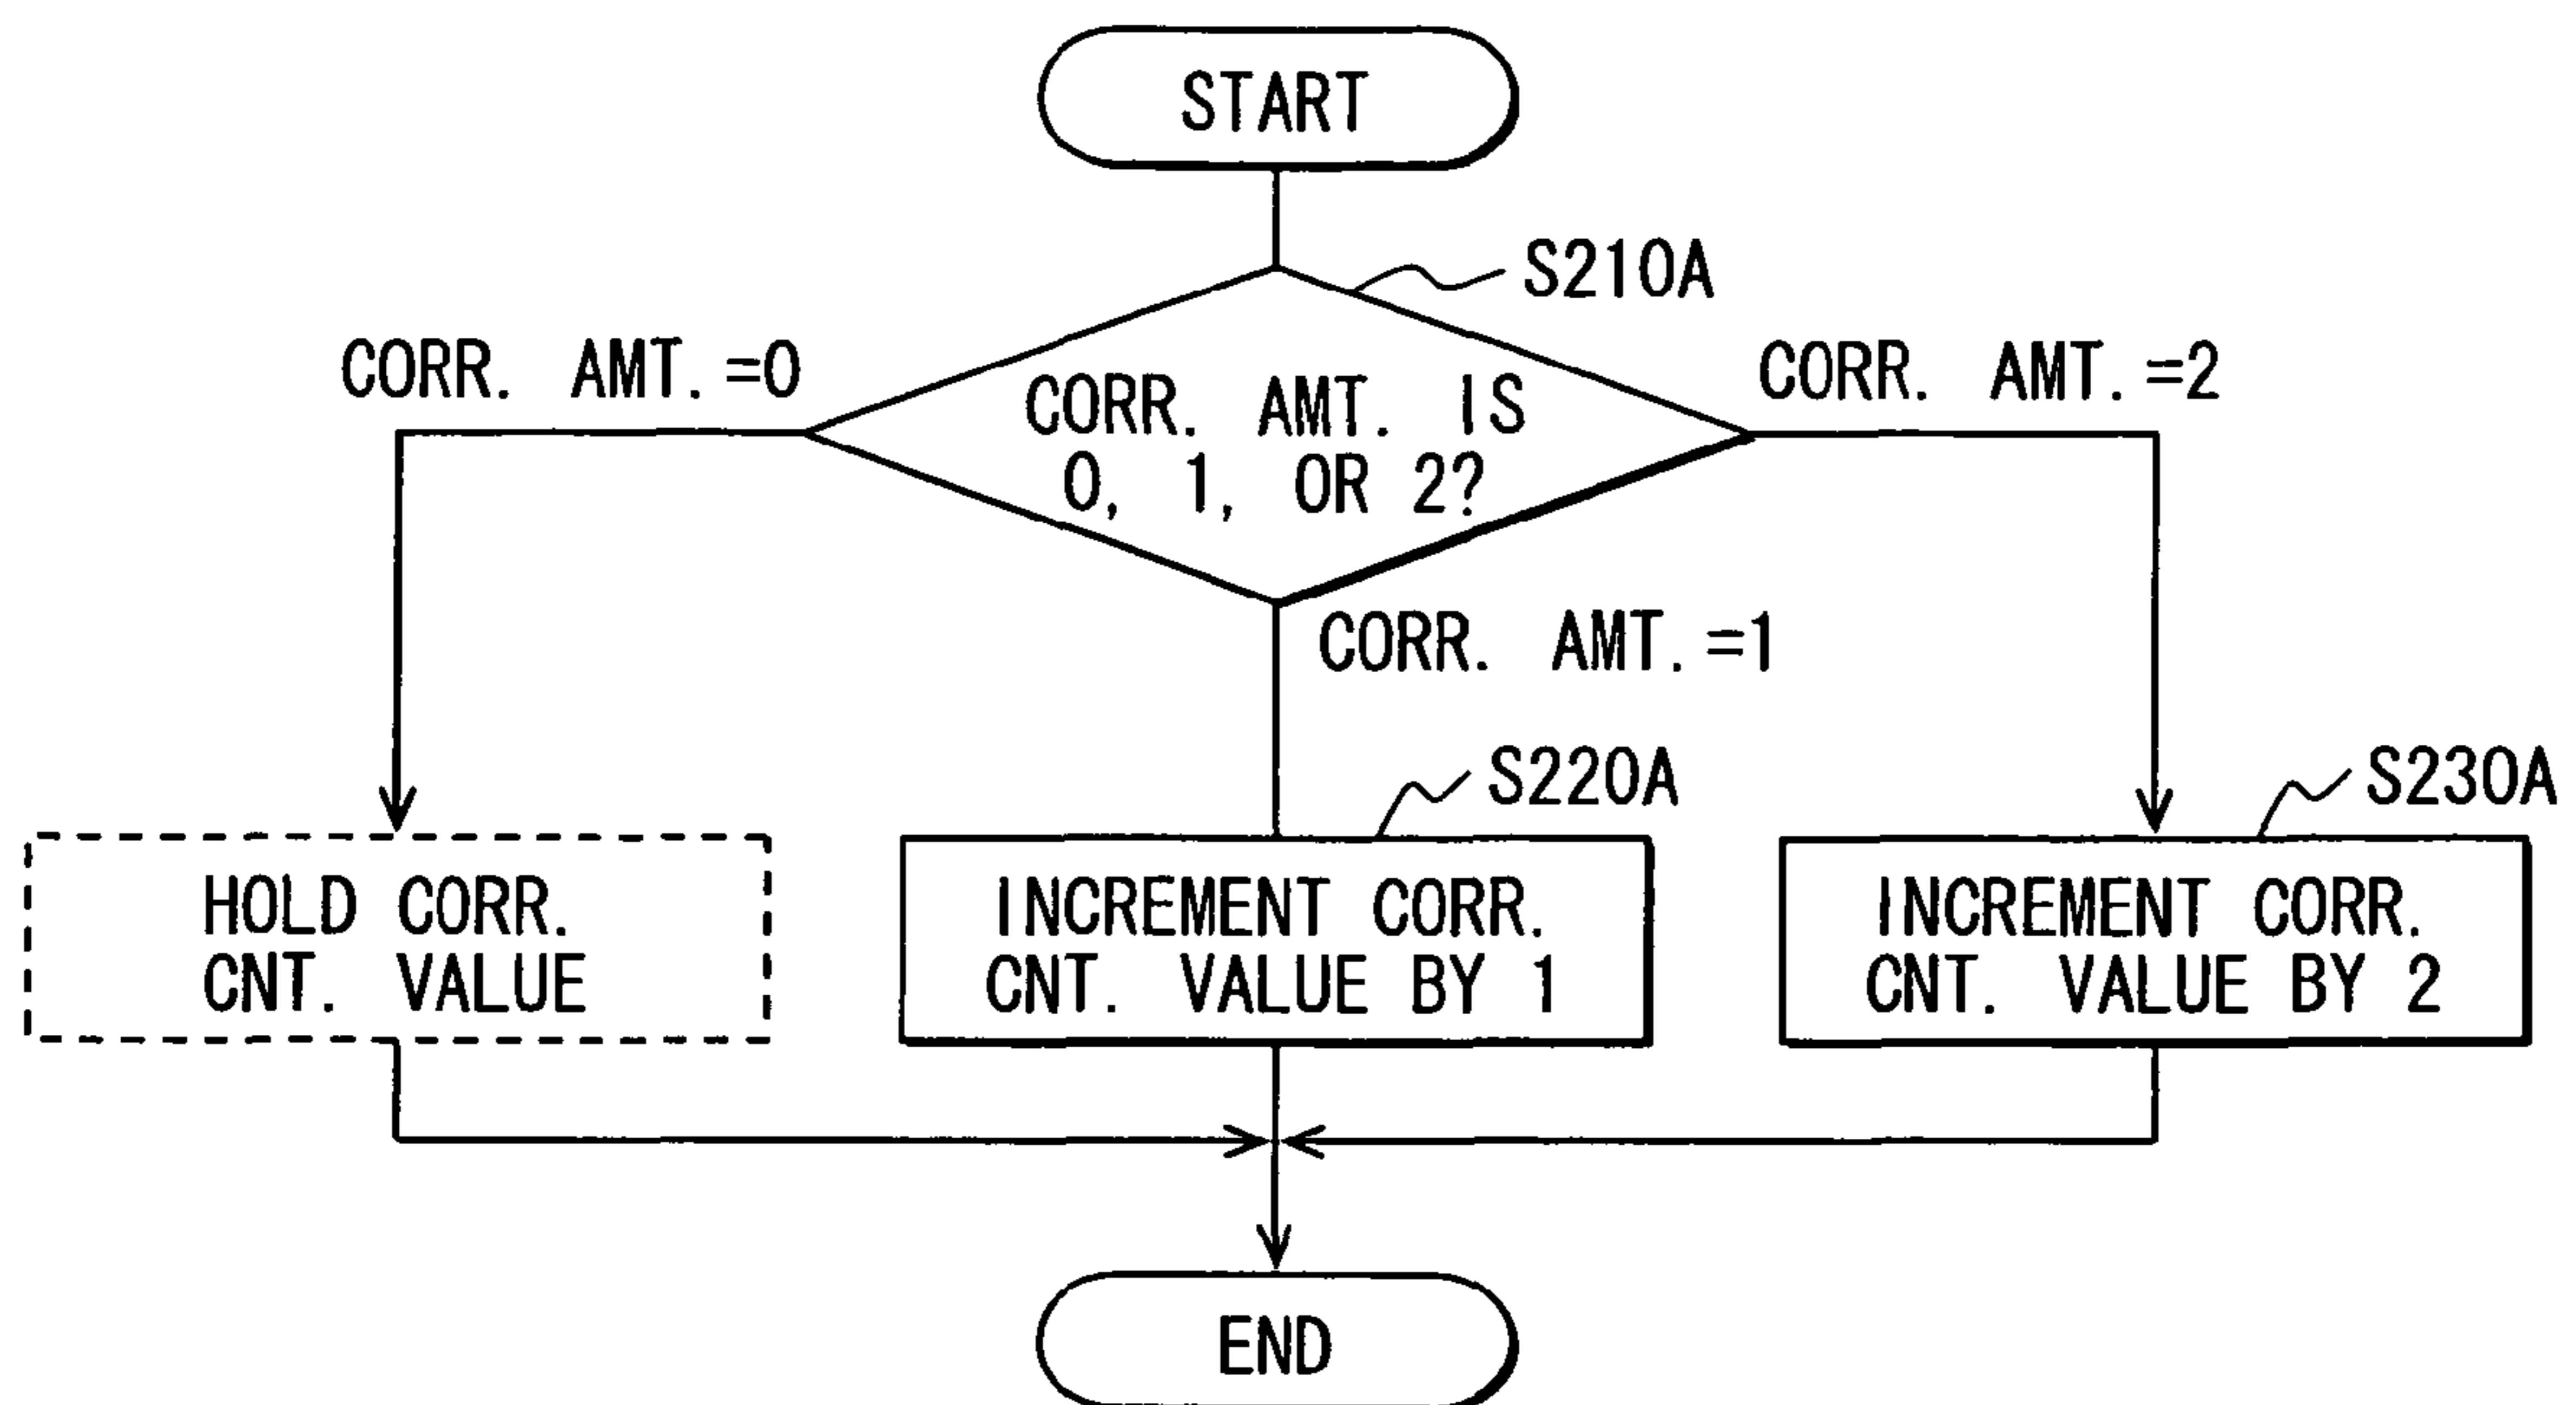 START
S210A
CORR. AMT.=0
CORR. AMT. IS
0, 1, OR 2?
CORR. AMT.=2
CORR. AMT.=1
S220A
S230A
HOLD CORR.
CNT. VALUE
INCREMENT CORR.
CNT. VALUE BY 1
INCREMENT CORR.
CNT. VALUE BY 2
END